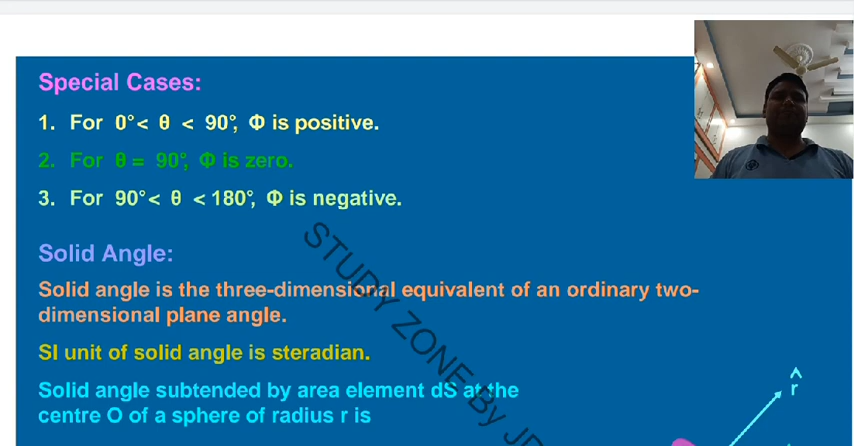 Special Cases:
1. For 0°< θ < 90°, Φ is positive.
2. For θ = 90°, Φ is zero.
3. For 90°< θ < 180°, Φ is negative.
Solid Angle:
Solid angle is the three-dimensional equivalent of an ordinary two-
dimensional plane angle.
SI unit of solid angle is steradian.
Solid angle subtended by area element dS at the
centre O of a sphere of radius r is
r̂
STUDY ZONE By